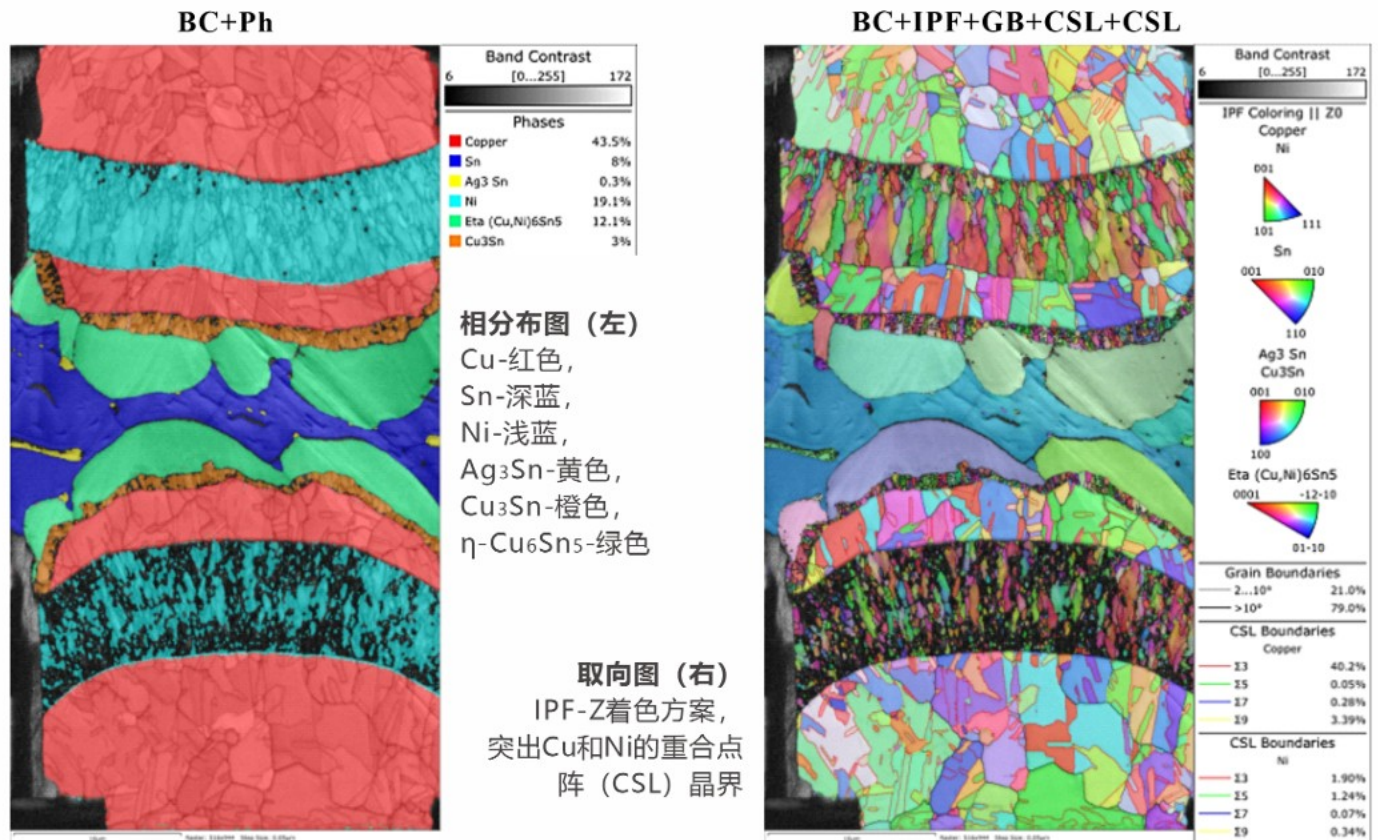 BC+Ph
BC+IPF+GB+CSL+CSL
Band Contrast
6 [0...255] 172
Phases
Copper 43.5%
Sn 8%
Ag3 Sn 0.3%
Ni 19.1%
Eta (Cu,Ni)6Sn5 12.1%
Cu3Sn 3%
相分布图（左）
Cu-红色，
Sn-深蓝，
Ni-浅蓝，
Ag3Sn-黄色，
Cu3Sn-橙色，
η-Cu6Sn5-绿色
取向图（右）
IPF-Z着色方案，
突出Cu和Ni的重合点
阵（CSL）晶界
Band Contrast
6 [0...255] 172
IPF Coloring || Z0
Copper
Ni
001
101 111
Sn
001 010
110
Ag3 Sn
Cu3Sn
001 010
100
Eta (Cu,Ni)6Sn5
0001 -12-10
01-10
Grain Boundaries
2...10° 21.0%
>10° 79.0%
CSL Boundaries
Copper
Σ3 40.2%
Σ5 0.05%
Σ7 0.28%
Σ9 3.39%
CSL Boundaries
Ni
Σ3 1.90%
Σ5 1.24%
Σ7 0.07%
Σ9 0.34%